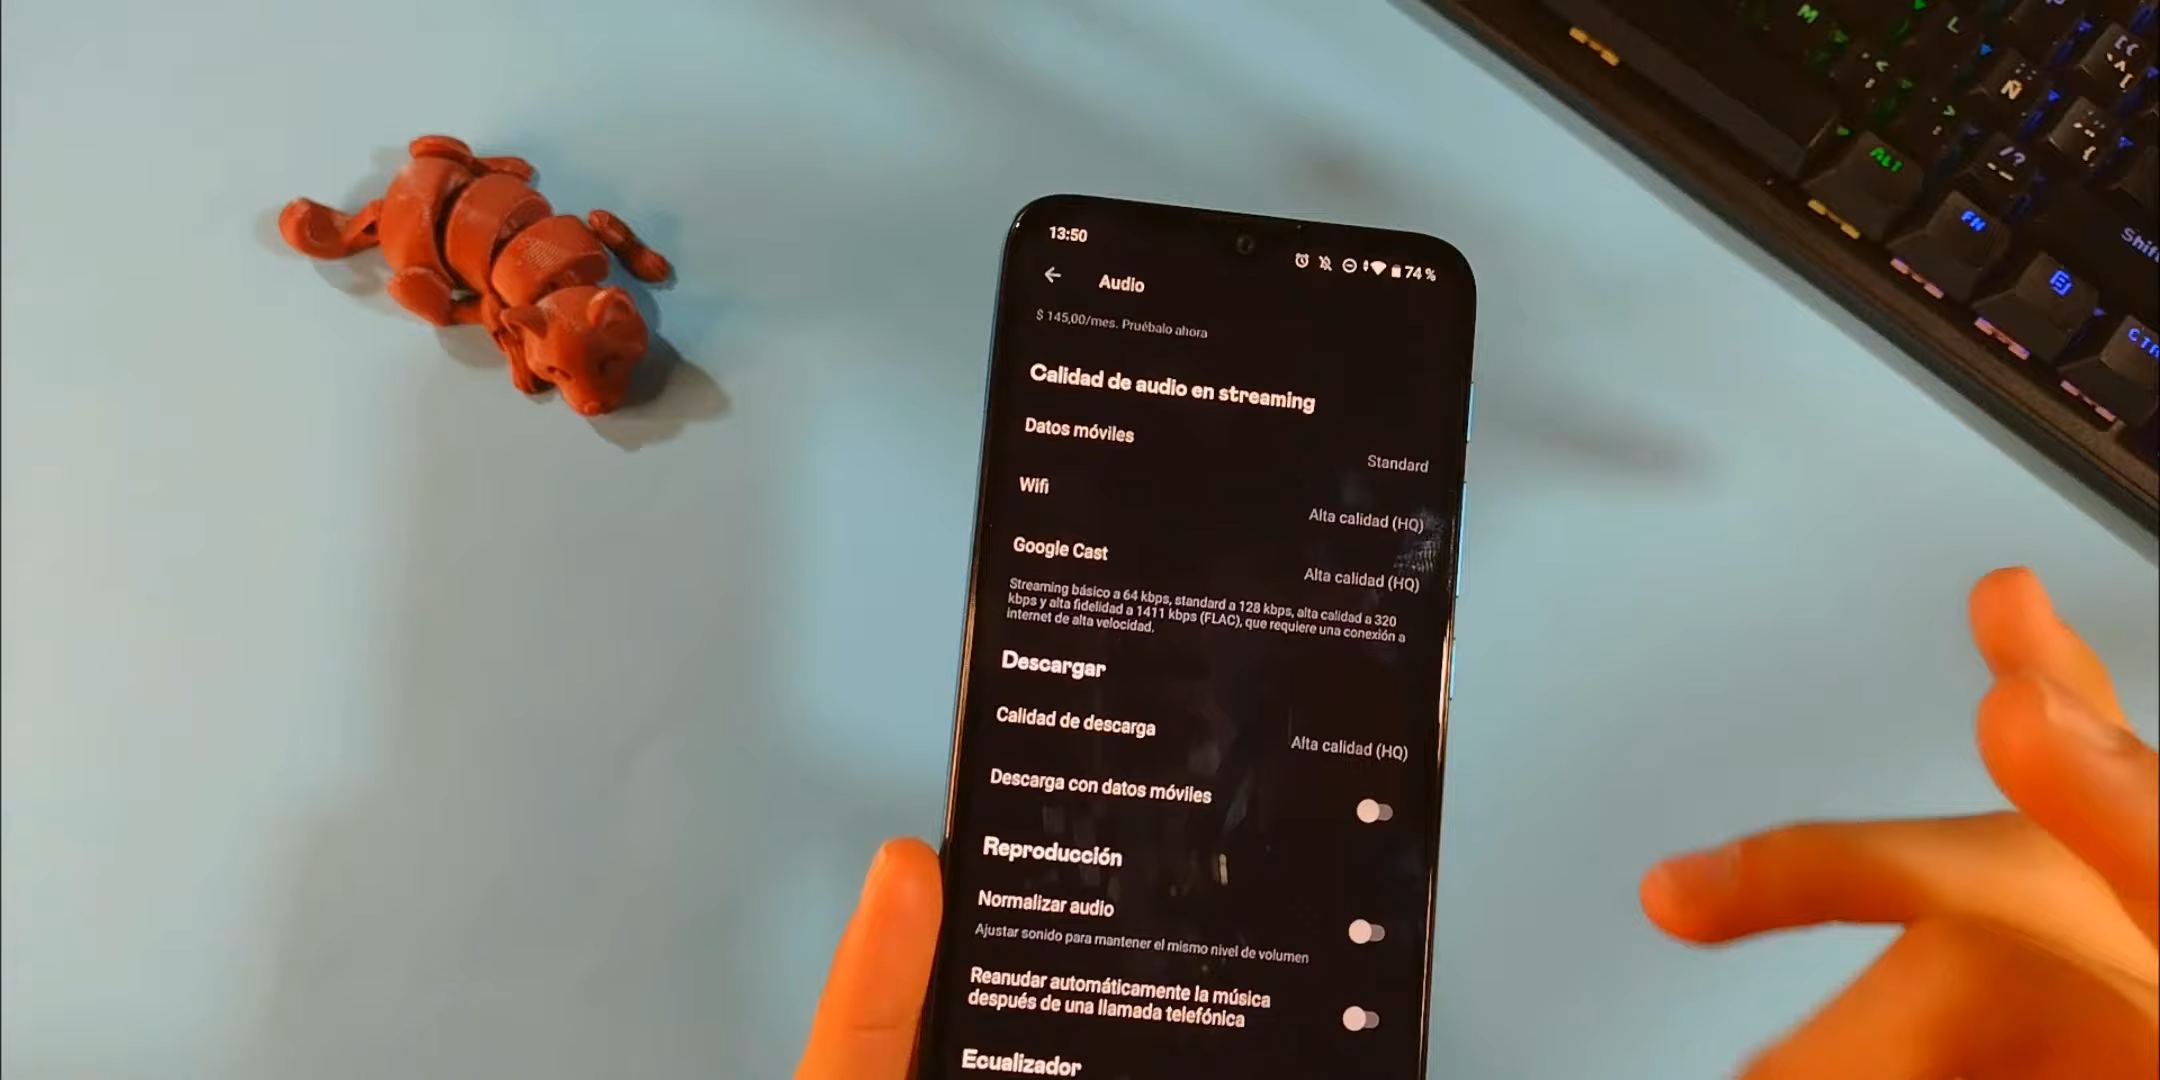 13:50
74 %
Audio
$ 145,00/mes. Pruébalo ahora
Calidad de audio en streaming
Datos móviles
Standard
Wifi
Alta calidad (HQ)
Google Cast
Alta calidad (HQ)
Streaming básico a 64 kbps, standard a 128 kbps, alta calidad a 320
kbps y alta fidelidad a 1411 kbps (FLAC), que requiere una conexión a
internet de alta velocidad.
Descargar
Calidad de descarga
Alta calidad (HQ)
Descarga con datos móviles
Reproducción
Normalizar audio
Ajustar sonido para mantener el mismo nivel de volumen
Reanudar automáticamente la música
después de una llamada telefónica
Ecualizador
M
L
Ñ
ALT
FN